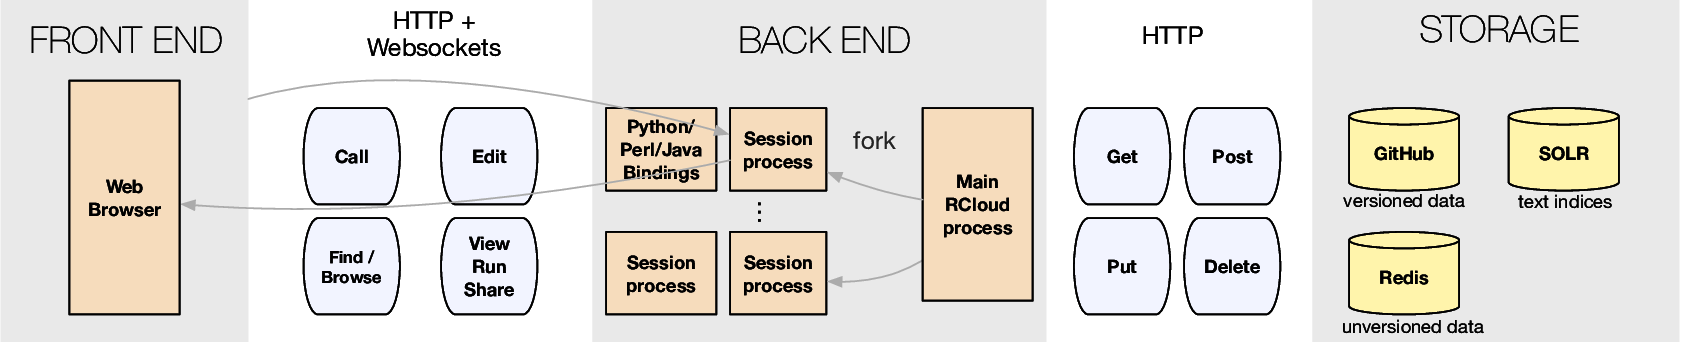 FRONT END
HTTP +
Websockets
BACK END
HTTP
STORAGE
Web
Browser
Call
Edit
Find /
Browse
View
Run
Share
Python/
Perl/Java
Bindings
Session
process
fork
Main
RCloud
process
⋮
Session
process
Session
process
Get
Post
Put
Delete
GitHub
versioned data
SOLR
text indices
Redis
unversioned data